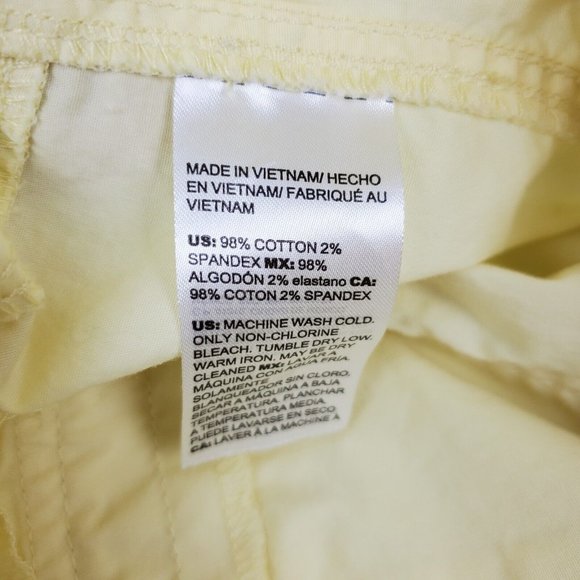 MADE IN VIETNAM/ HECHO
EN VIETNAM/ FABRIQUÉ AU
VIETNAM
US: 98% COTTON 2%
SPANDEX MX: 98%
ALGODÓN 2% elastano CA:
98% COTON 2% SPANDEX
US: MACHINE WASH COLD.
ONLY NON-CHLORINE
BLEACH. TUMBLE DRY LOW.
WARM IRON. MAY BE DRY
CLEANED MX: LAVAR A
MÁQUINA CON AGUA FRIA.
SOLAMENTE
BLANQUEADOR SIN CLORO.
SECAR A MÁQUINA A BAJA
TEMPERATURA. PLANCHAR
A TEMPERATURA MEDIA.
PUEDE LAVARSE EN SECO
CA: LAVER À LA MACHINE À